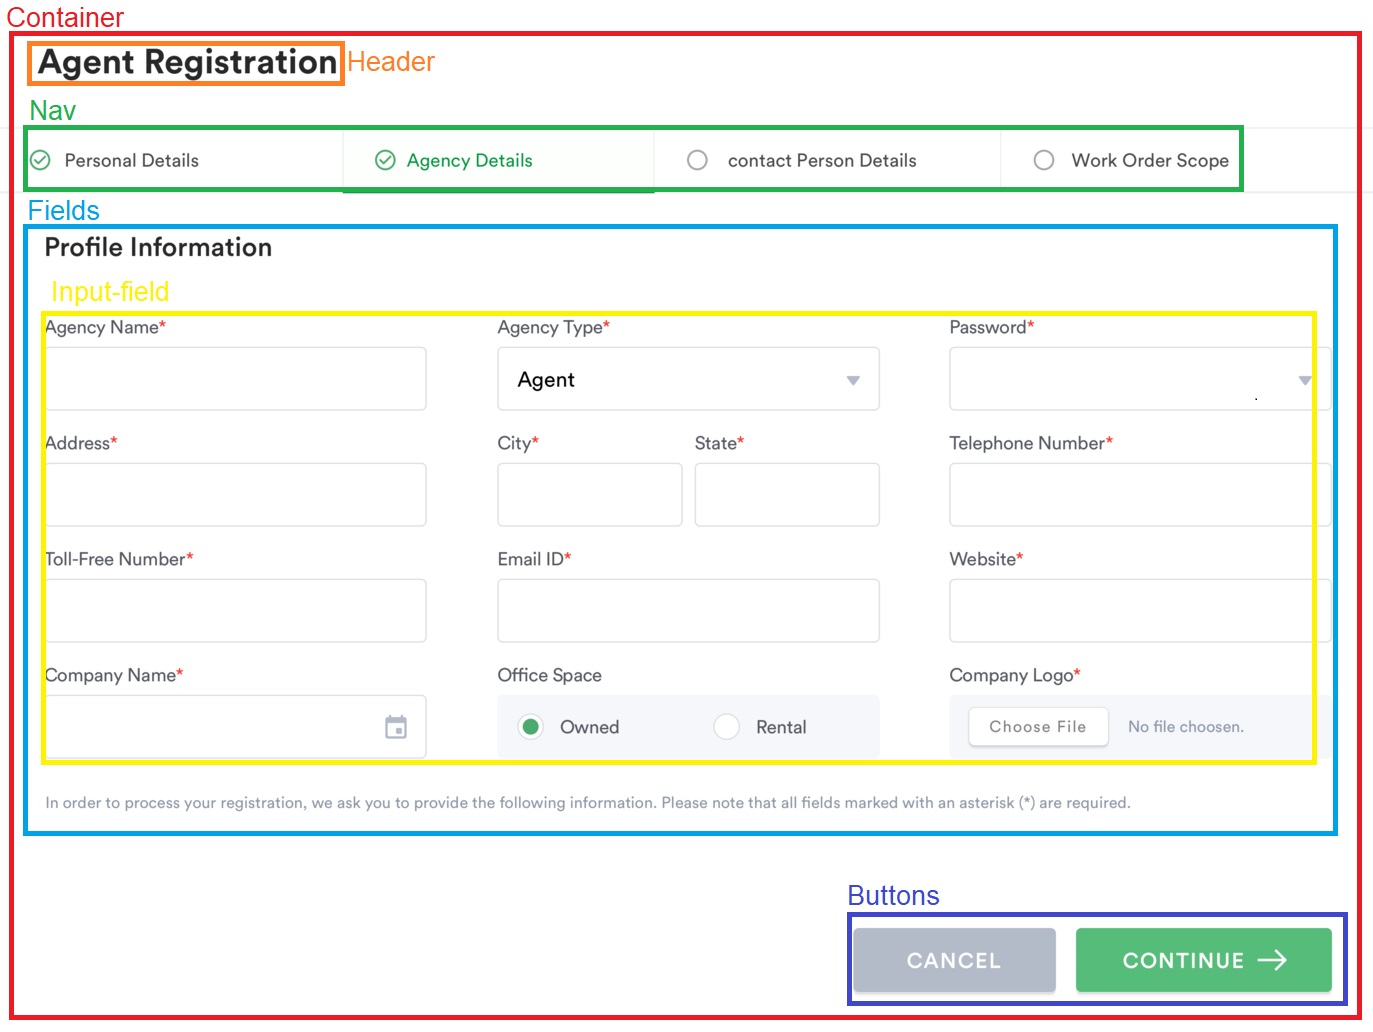 Container
Agent Registration Header
Nav
Personal Details Agency Details contact Person Details Work Order Scope
Fields
Profile Information
Input-field
Agency Name* Agency Type* Password*
Agent
Address* City* State* Telephone Number*
Toll-Free Number* Email ID* Website*
Company Name* Office Space Company Logo*
Owned Rental Choose File No file choosen.
In order to process your registration, we ask you to provide the following information. Please note that all fields marked with an asterisk (*) are required.
Buttons
CANCEL CONTINUE